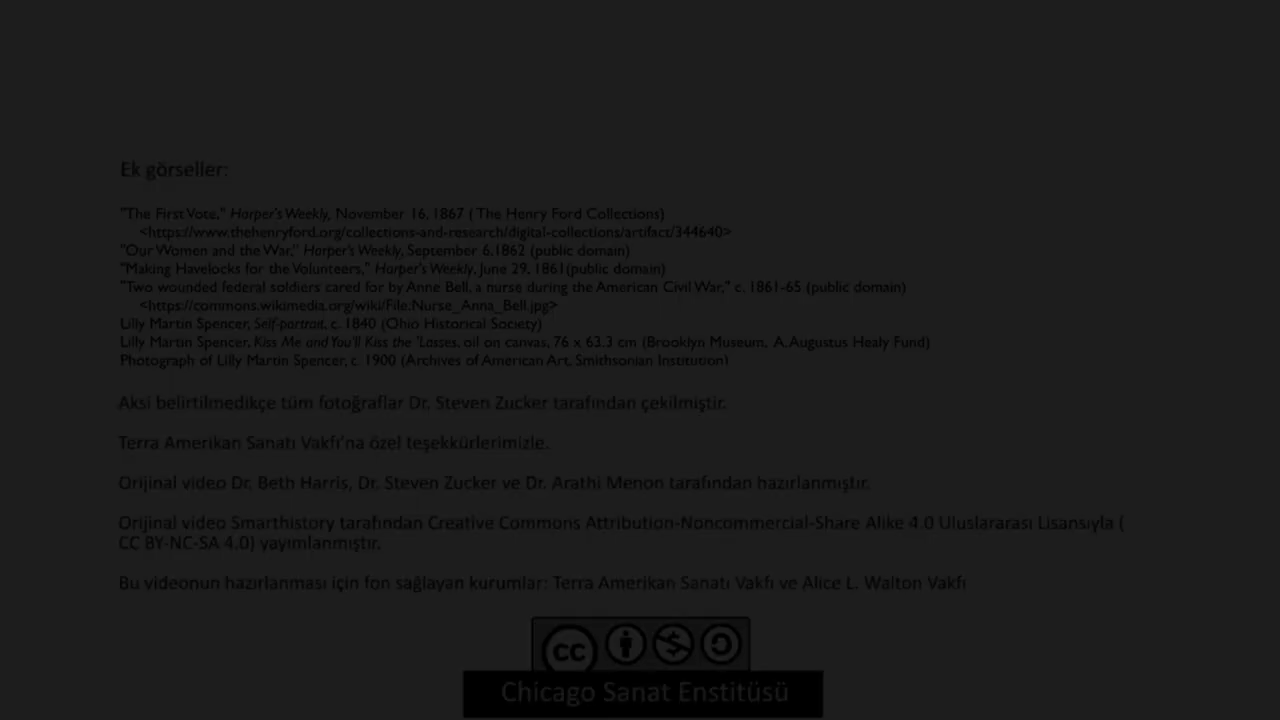 Ek görseller:
"The First Vote," Harper's Weekly, November 16, 1867 ( The Henry Ford Collections)
<https://www.thehenryford.org/collections-and-research/digital-collections/artifact/344640>
"Our Women and the War," Harper's Weekly, September 6,1862 (public domain)
"Making Havelocks for the Volunteers," Harper's Weekly, June 29, 1861(public domain)
"Two wounded federal soldiers cared for by Anne Bell, a nurse during the American Civil War," c. 1861-65 (public domain)
<https://commons.wikimedia.org/wiki/File:Nurse_Anna_Bell.jpg>
Lilly Martin Spencer, Self-portrait, c. 1840 (Ohio Historical Society)
Lilly Martin Spencer, Kiss Me and You'll Kiss the 'Lasses, oil on canvas, 76 x 63.3 cm (Brooklyn Museum, A. Augustus Healy Fund)
Photograph of Lilly Martin Spencer, c. 1900 (Archives of American Art, Smithsonian Institution)
Aksi belirtilmedikçe tüm fotoğraflar Dr. Steven Zucker tarafından çekilmiştir.
Terra Amerikan Sanatı Vakfı'na özel teşekkürlerimizle.
Orijinal video Dr. Beth Harris, Dr. Steven Zucker ve Dr. Arathi Menon tarafından hazırlanmıştır.
Orijinal video Smarthistory tarafından Creative Commons Attribution-Noncommercial-Share Alike 4.0 Uluslararası Lisansıyla (
CC BY-NC-SA 4.0) yayımlanmıştır.
Bu videonun hazırlanması için fon sağlayan kurumlar: Terra Amerikan Sanatı Vakfı ve Alice L. Walton Vakfı
cc
Chicago Sanat Enstitüsü